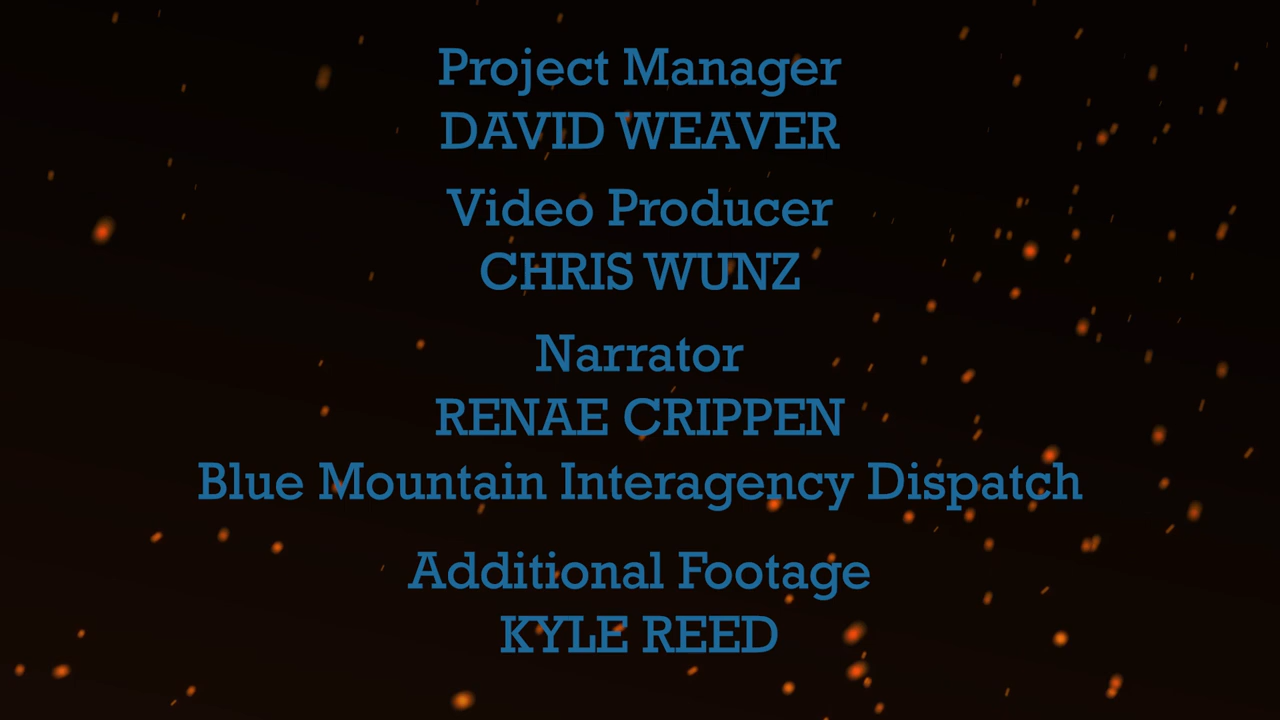 Project Manager
DAVID WEAVER
Video Producer
CHRIS WUNZ
Narrator
RENAE CRIPPEN
Blue Mountain Interagency Dispatch
Additional Footage
KYLE REED